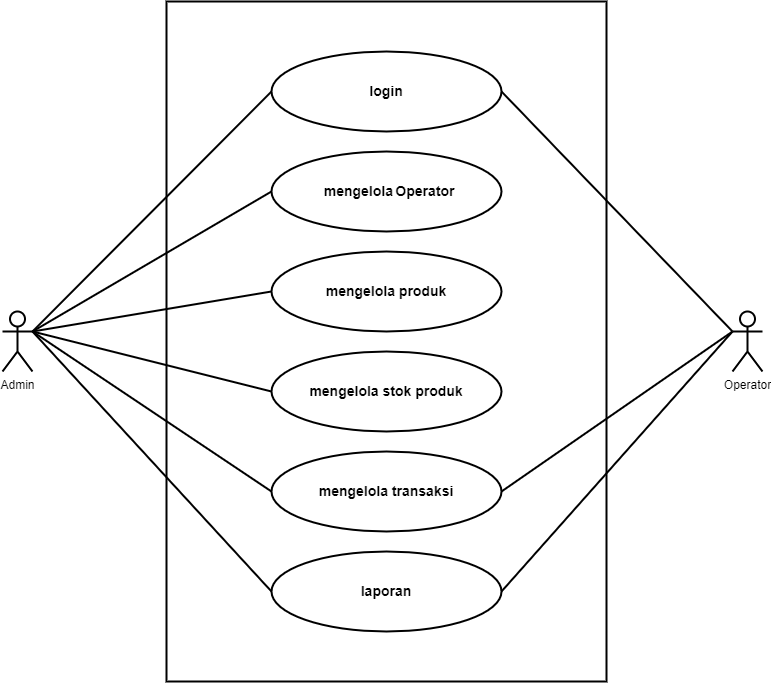 login
mengelola Operator
mengelola produk
Admin
Operator
mengelola stok produk
mengelola transaksi
laporan